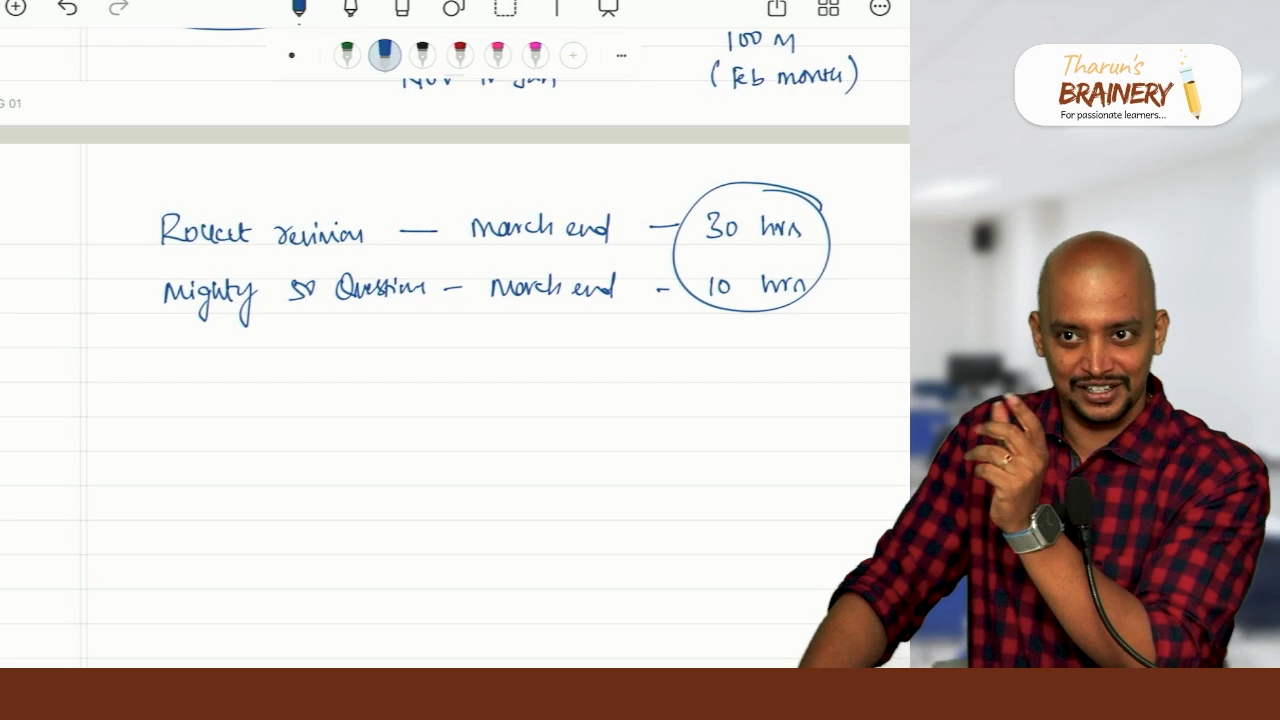 100 M
(Feb month)
G 01
Rocket revision — March end — 30 hrs
Mighty 50 Question - March end - 10 hrs
Tharun's
BRAINERY
For passionate learners...